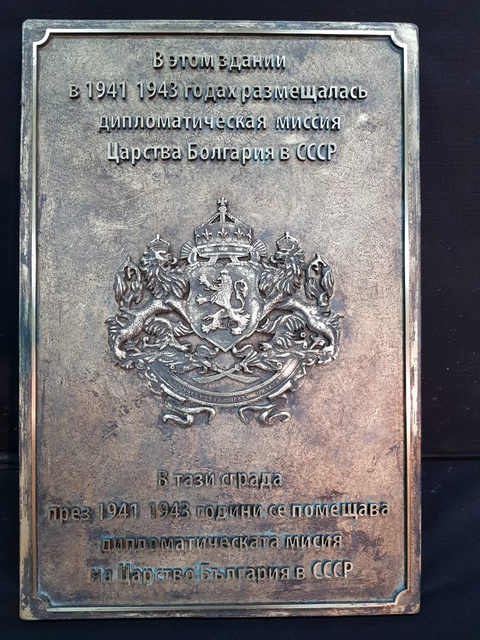 В этом здании
в 1941 1943 годах размещалась
дипломатическая миссия
Царства Болгария в СССР
В тази сграда
през 1941 1943 години се помещава
дипломатическата мисия
на Царство България в СССР